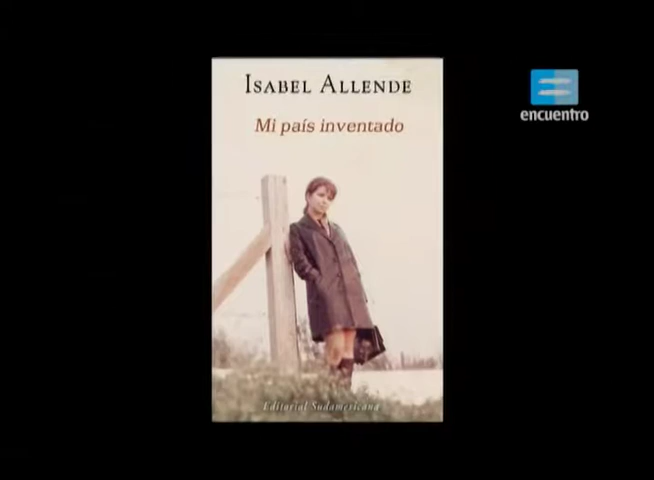 ISABEL ALLENDE
Mi país inventado
encuentro
Editorial Sudamericana